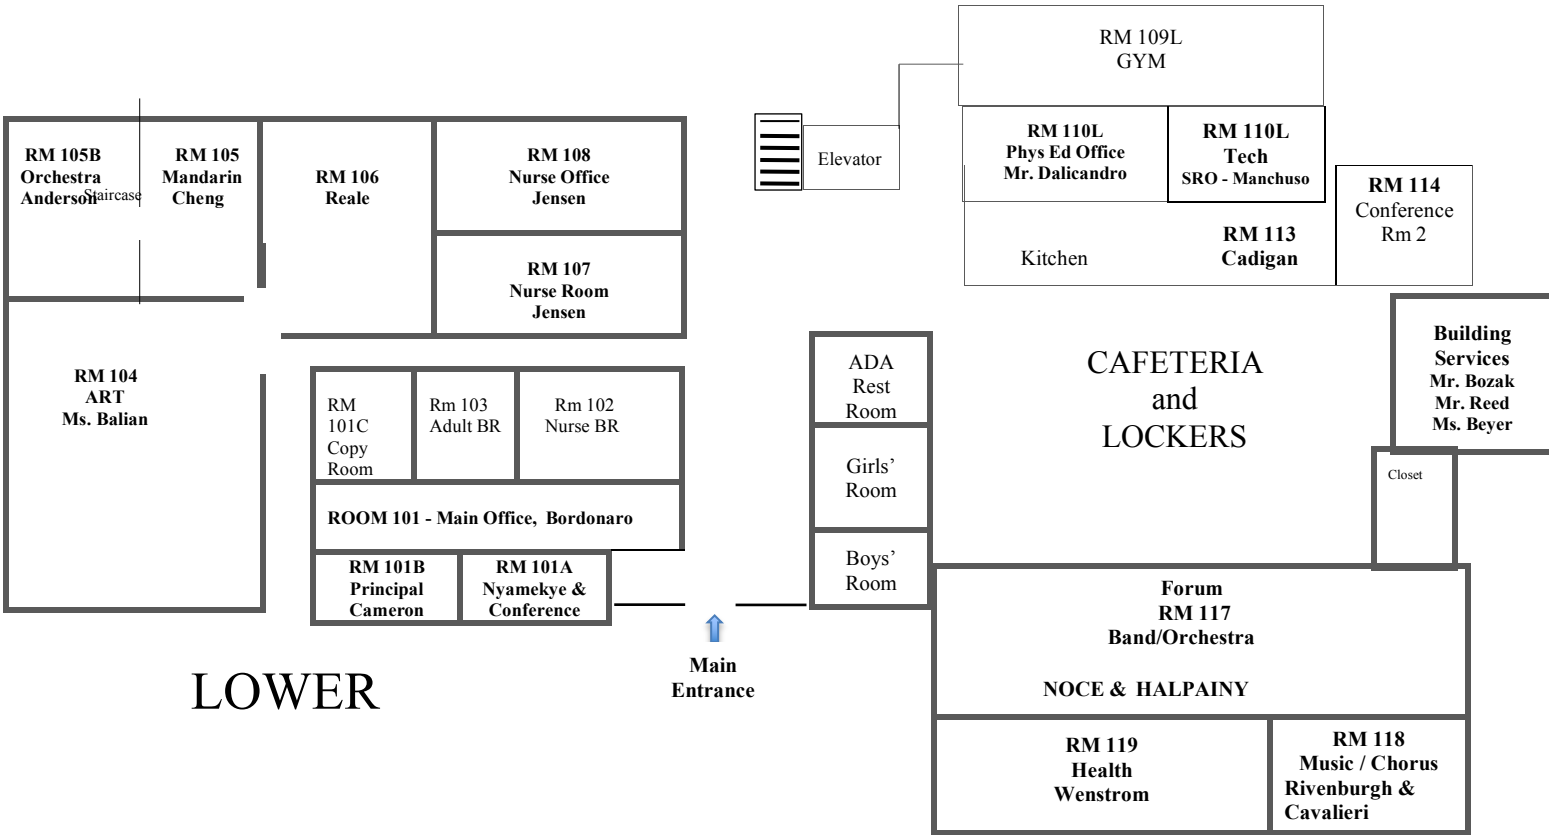 RM 109L
GYM
RM 105B
Orchestra
Anderson
Staircase
RM 105
Mandarin
Cheng
RM 106
Reale
RM 108
Nurse Office
Jensen
RM 107
Nurse Room
Jensen
Elevator
RM 110L
Phys Ed Office
Mr. Dalicandro
RM 110L
Tech
SRO - Manchuso
RM 114
Conference
Rm 2
Kitchen
RM 113
Cadigan
RM 104
ART
Ms. Balian
RM
101C
Copy
Room
Rm 103
Adult BR
Rm 102
Nurse BR
ROOM 101 - Main Office, Bordonaro
RM 101B
Principal
Cameron
RM 101A
Nyamekye &
Conference
ADA
Rest
Room
Girls’
Room
Boys’
Room
CAFETERIA
and
LOCKERS
Building
Services
Mr. Bozak
Mr. Reed
Ms. Beyer
Closet
Main
Entrance
LOWER
Forum
RM 117
Band/Orchestra
NOCE & HALPAINY
RM 119
Health
Wenstrom
RM 118
Music / Chorus
Rivenburgh &
Cavalieri